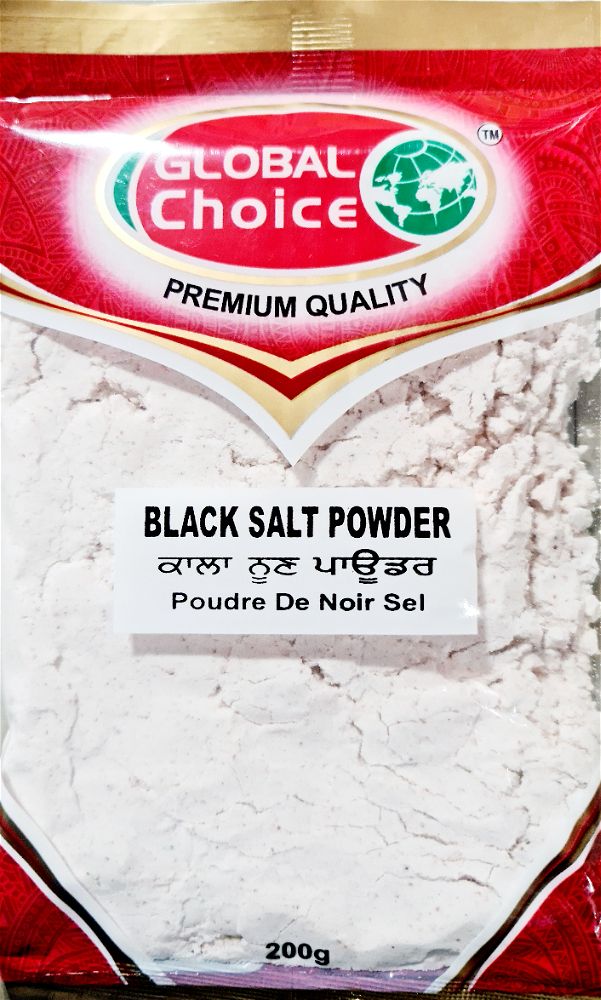 GLOBAL
Choice
TM
PREMIUM QUALITY
BLACK SALT POWDER
ਕਾਲਾ ਨੂਣ ਪਾਊਡਰ
Poudre De Noir Sel
200g